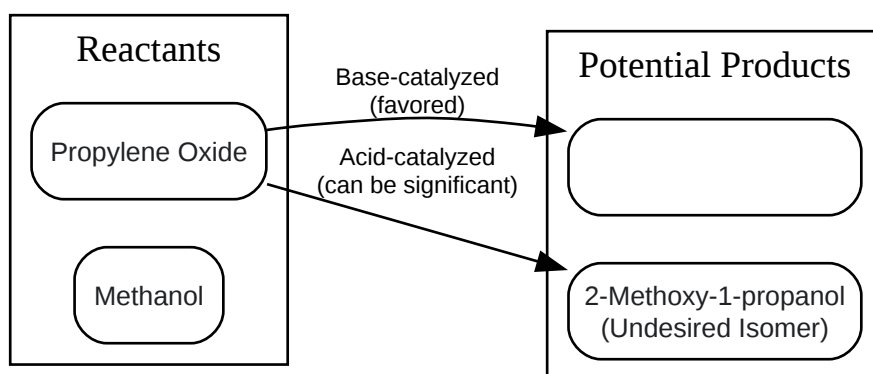 Reactants
Propylene Oxide
Methanol
Base-catalyzed
(favored)
Acid-catalyzed
(can be significant)
Potential Products
2-Methoxy-1-propanol
(Undesired Isomer)